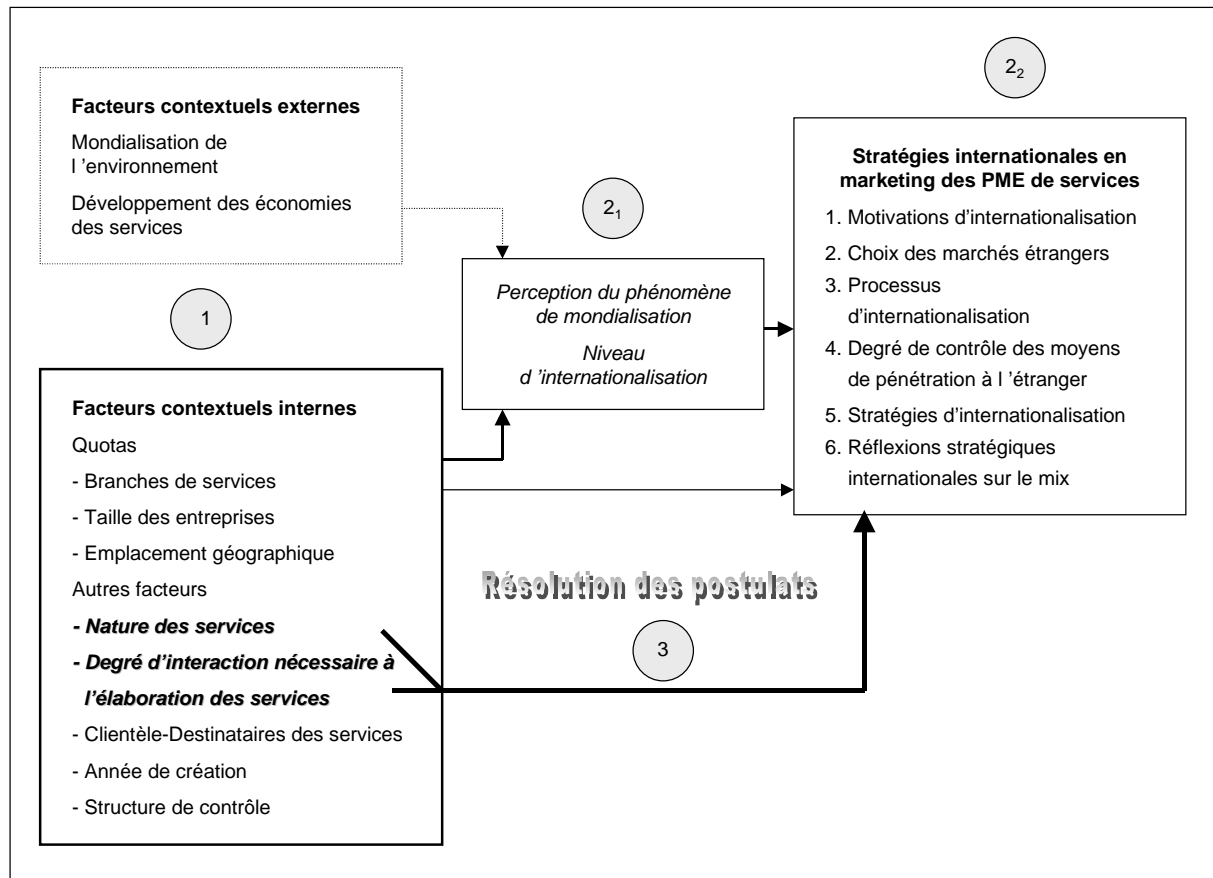 Facteurs contextuels externes
Mondialisation de
l ’environnement
Développement des économies
des services
1
Facteurs contextuels internes
Quotas
- Branches de services
- Taille des entreprises
- Emplacement géographique
Autres facteurs
- Nature des services
- Degré d’interaction nécessaire à
l’élaboration des services
- Clientèle-Destinataires des services
- Année de création
- Structure de contrôle
2₁
Perception du phénomène
de mondialisation
Niveau
d ’internationalisation
Résolution des postulats
3
2₂
Stratégies internationales en
marketing des PME de services
1. Motivations d’internationalisation
2. Choix des marchés étrangers
3. Processus
d’internationalisation
4. Degré de contrôle des moyens
de pénétration à l ’étranger
5. Stratégies d’internationalisation
6. Réflexions stratégiques
internationales sur le mix